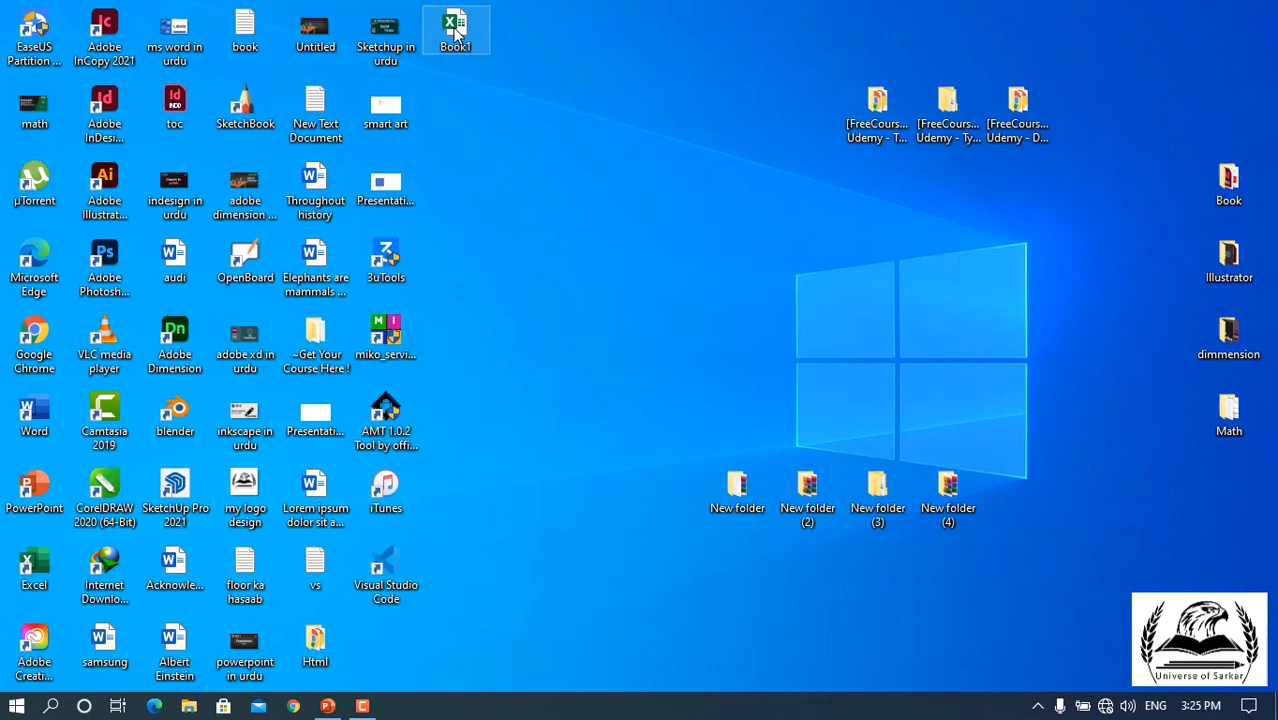 EaseUS
Partition ...
Adobe
InCopy 2021
ms word in
urdu
book
Untitled
Sketchup in
urdu
Book1
math
Adobe
InDesi...
toc
SketchBook
New Text
Document
smart art
[FreeCours...
Udemy - T...
[FreeCours...
Udemy - Ty...
[FreeCours...
Udemy - D...
µTorrent
Adobe
Illustrat...
indesign in
urdu
adobe
dimension ...
Throughout
history
Presentati...
Book
Microsoft
Edge
Adobe
Photosh...
audi
OpenBoard
Elephants are
mammals ...
3uTools
Illustrator
Google
Chrome
VLC media
player
Adobe
Dimension
adobe xd in
urdu
~Get Your
Course Here !
miko_servi...
dimmension
Word
Camtasia
2019
blender
inkscape in
urdu
Presentati...
AMT 1.0.2
Tool by offi...
Math
PowerPoint
CorelDRAW
2020 (64-Bit)
SketchUp Pro
2021
my logo
design
Lorem ipsum
dolor sit a...
iTunes
New folder
New folder
(2)
New folder
(3)
New folder
(4)
Excel
Internet
Downlo...
Acknowle...
floor ka
hasaab
vs
Visual Studio
Code
Adobe
Creati...
samsung
Albert
Einstein
powerpoint
in urdu
Html
Universe of Sarkar
ENG
3:25 PM